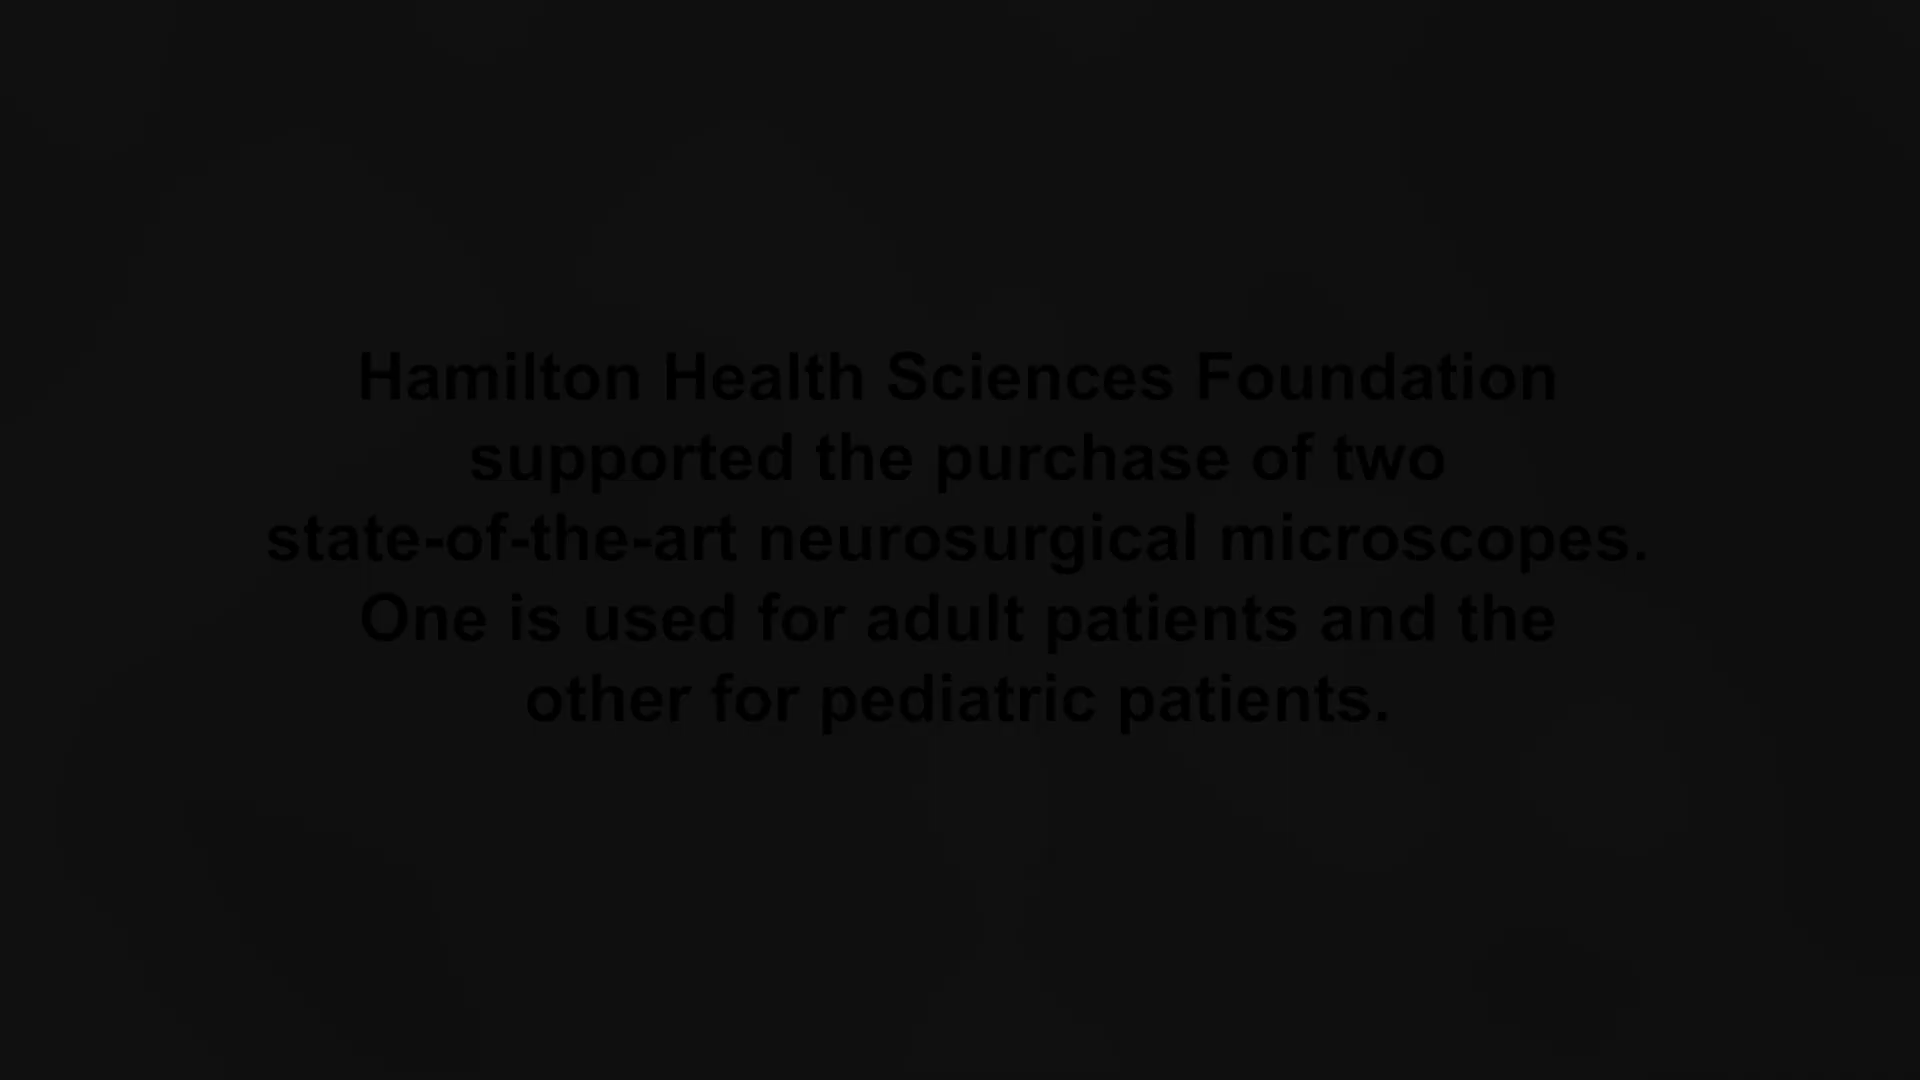 Hamilton Health Sciences Foundation
supported the purchase of two
state-of-the-art neurosurgical microscopes.
One is used for adult patients and the
other for pediatric patients.